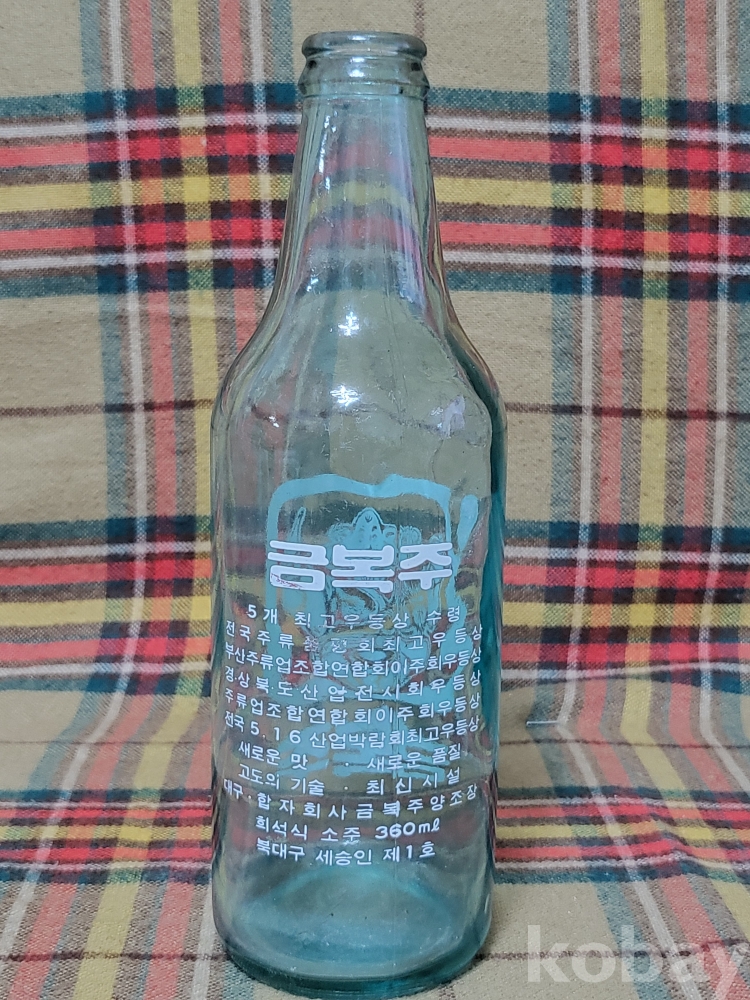 금복주
5개 최고우등상 수령
전국주류 회최고우등상
부산주류업조합연합회이주회우등상
경.상북도산업전시회우등상
주류업조합연합회이주회우등상
전국 5. 16 산업박람회최고우등상
새로운 맛 · 새로운 품질
고도의 기술 · 최신시설
대구 · 합자회사금복주양조장
희석식 소주 360㎖
북대구 세승인 제1호
kobay